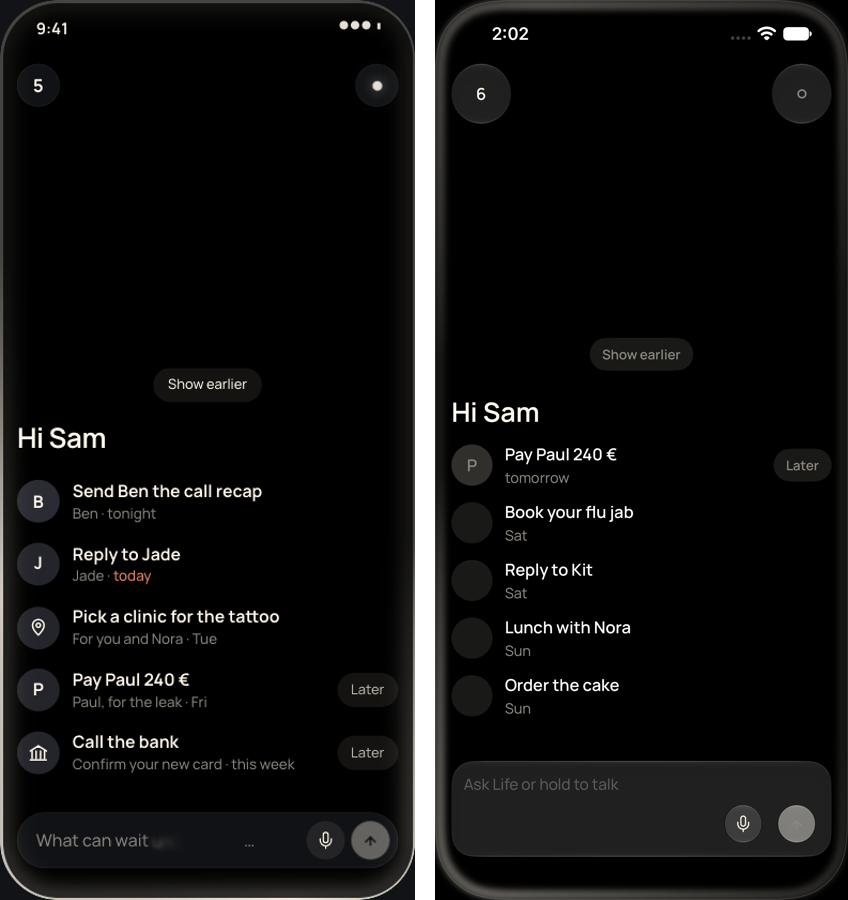 9:41
5
Show earlier
Hi Sam
B
Send Ben the call recap
Ben · tonight
J
Reply to Jade
Jade · today
Pick a clinic for the tattoo
For you and Nora · Tue
P
Pay Paul 240 €
Paul, for the leak · Fri
Later
Call the bank
Confirm your new card · this week
Later
What can wait
...
2:02
6
Show earlier
Hi Sam
P
Pay Paul 240 €
tomorrow
Later
Book your flu jab
Sat
Reply to Kit
Sat
Lunch with Nora
Sun
Order the cake
Sun
Ask Life or hold to talk